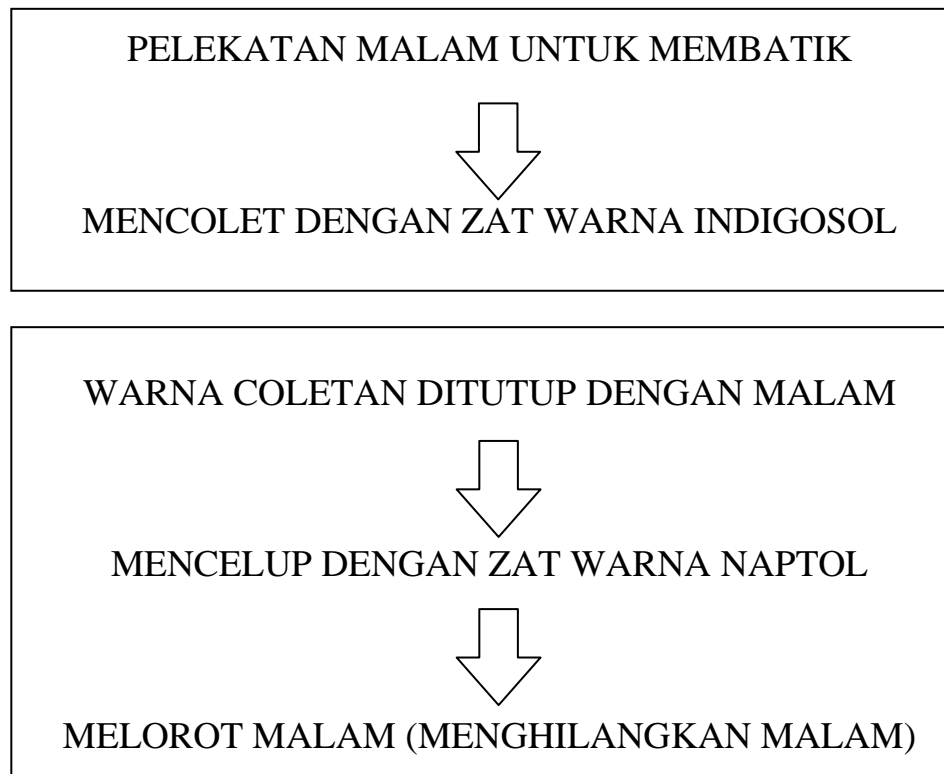 PELEKATAN MALAM UNTUK MEMBATIK
MENCOLET DENGAN ZAT WARNA INDIGOSOL
WARNA COLETAN DITUTUP DENGAN MALAM
MENCELUP DENGAN ZAT WARNA NAPTOL
MELOROT MALAM (MENGHILANGKAN MALAM)